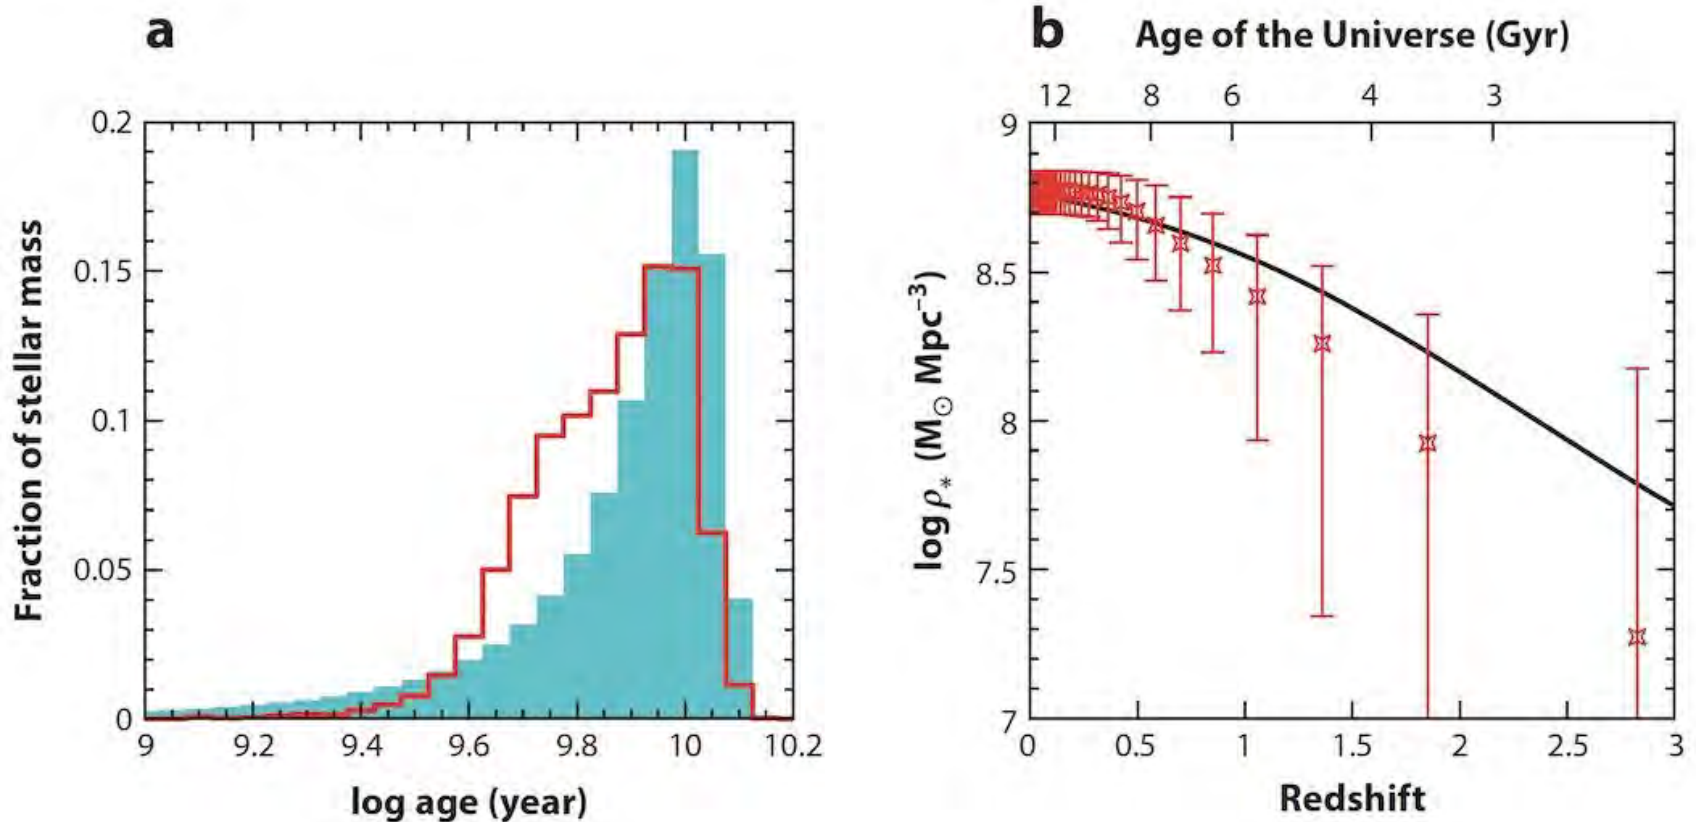 a
0.2
0.15
0.1
0.05
0
Fraction of stellar mass
9 9.2 9.4 9.6 9.8 10 10.2
log age (year)
b
Age of the Universe (Gyr)
12 8 6 4 3
9
8.5
8
7.5
7
log ρ* (M⊙ Mpc⁻³)
0 0.5 1 1.5 2 2.5 3
Redshift